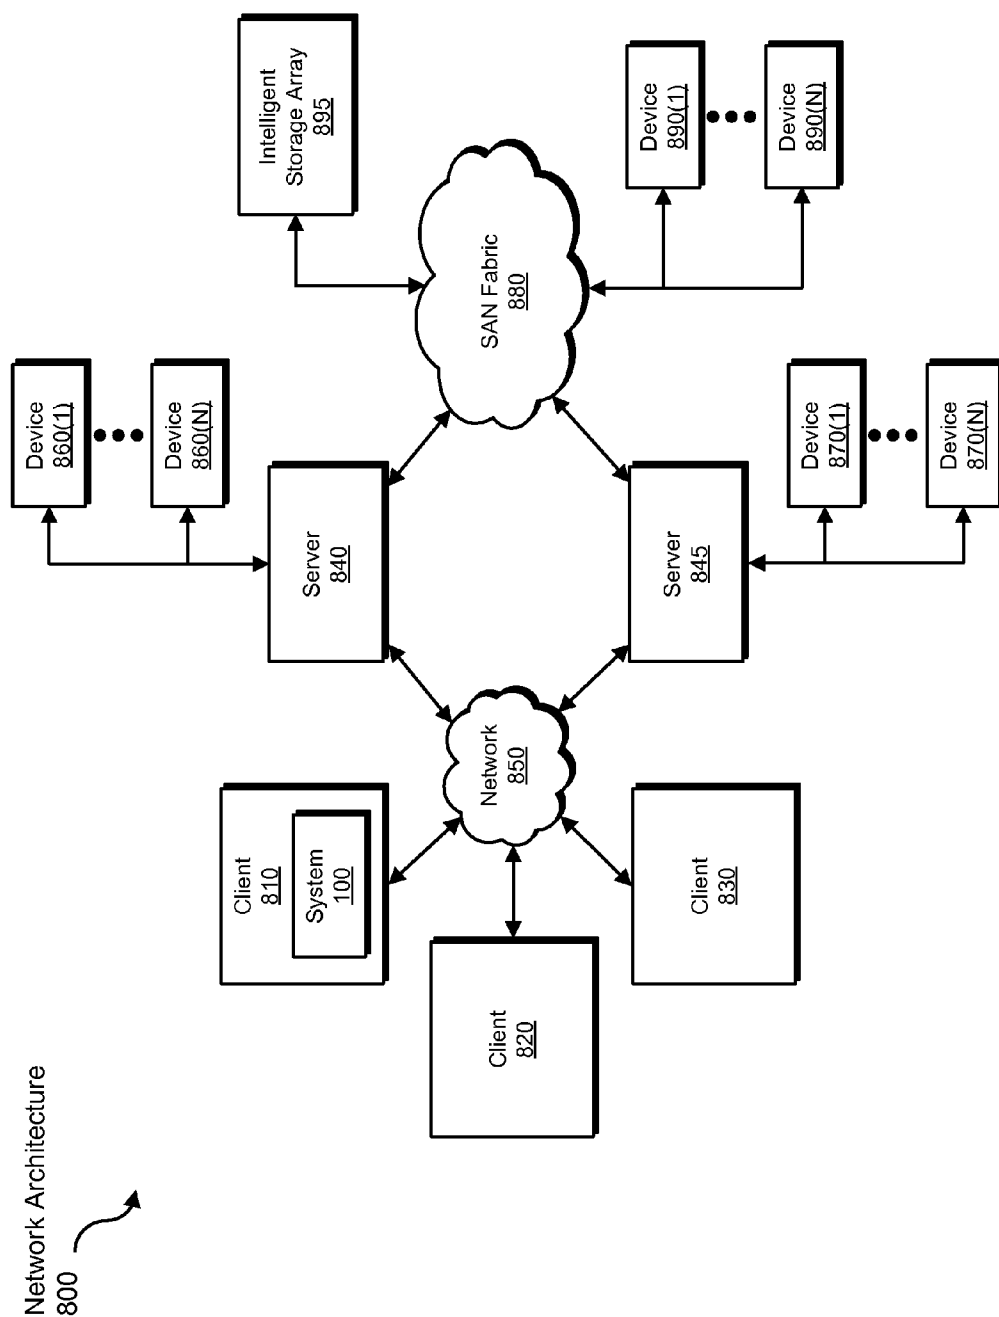 Network Architecture
800
Client
810
System
100
Client
820
Client
830
Network
850
Server
840
Server
845
Device
860(1)
Device
860(N)
Device
870(1)
Device
870(N)
SAN Fabric
880
Intelligent
Storage Array
895
Device
890(1)
Device
890(N)